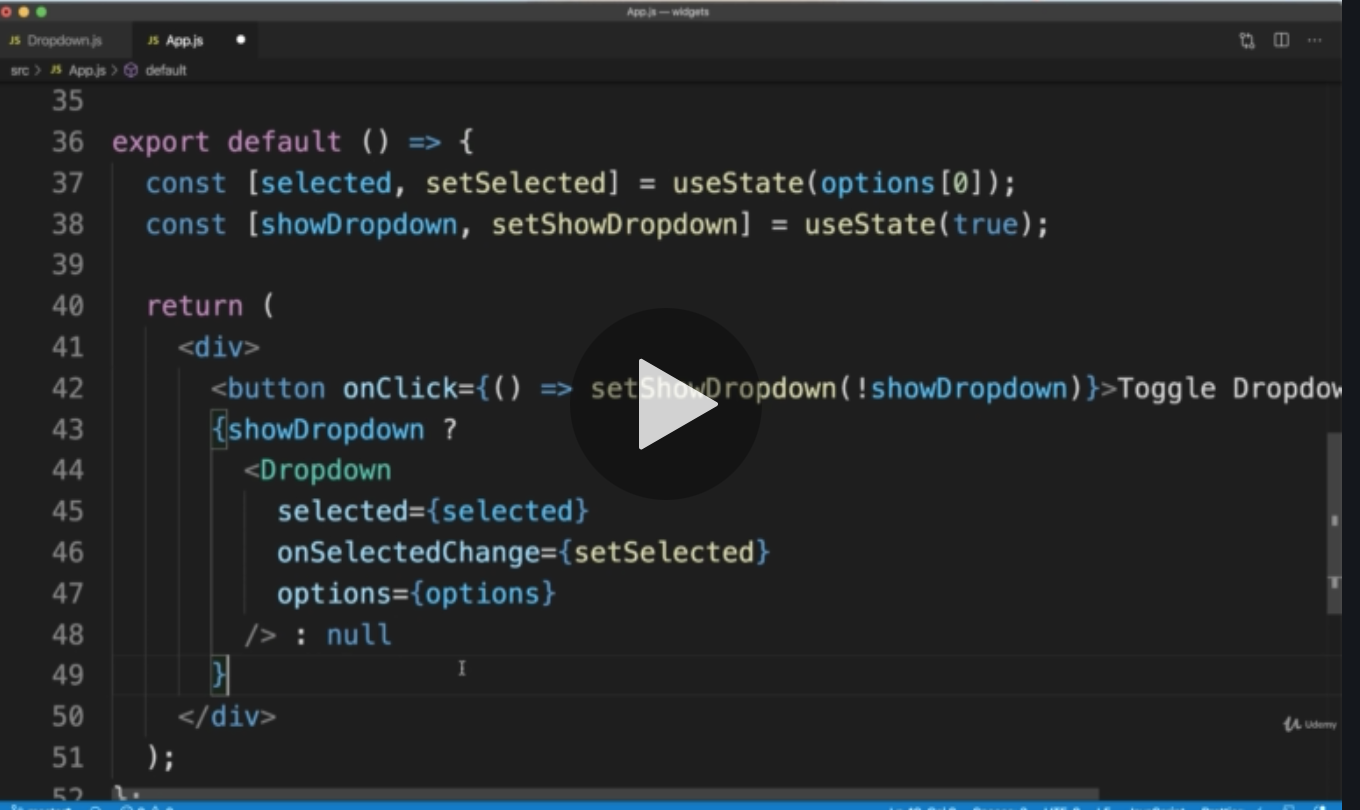 App.js — widgets
JS Dropdown.js
JS App.js
src > JS App.js > default
35
36 export default () => {
37 const [selected, setSelected] = useState(options[0]);
38 const [showDropdown, setShowDropdown] = useState(true);
39
40 return (
41 <div>
42 <button onClick={() => setShowDropdown(!showDropdown)}>Toggle Dropdow
43 {showDropdown ?
44 <Dropdown
45 selected={selected}
46 onSelectedChange={setSelected}
47 options={options}
48 /> : null
49 }
50 </div>
51 );
52 };
Udemy